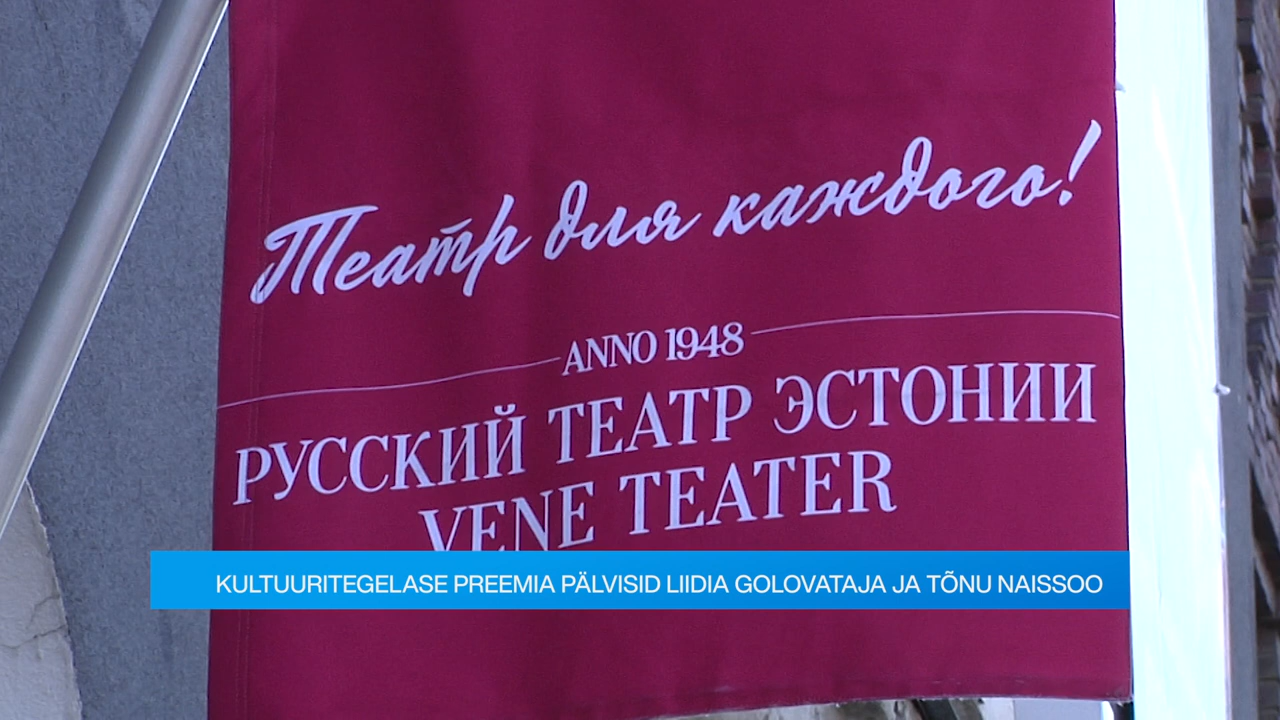 Театр для каждого!
ANNO 1948
РУССКИЙ ТЕАТР ЭСТОНИИ
VENE TEATER
KULTUURITEGELASE PREEMIA PÄLVISID LIIDIA GOLOVATAJA JA TÕNU NAISSOO